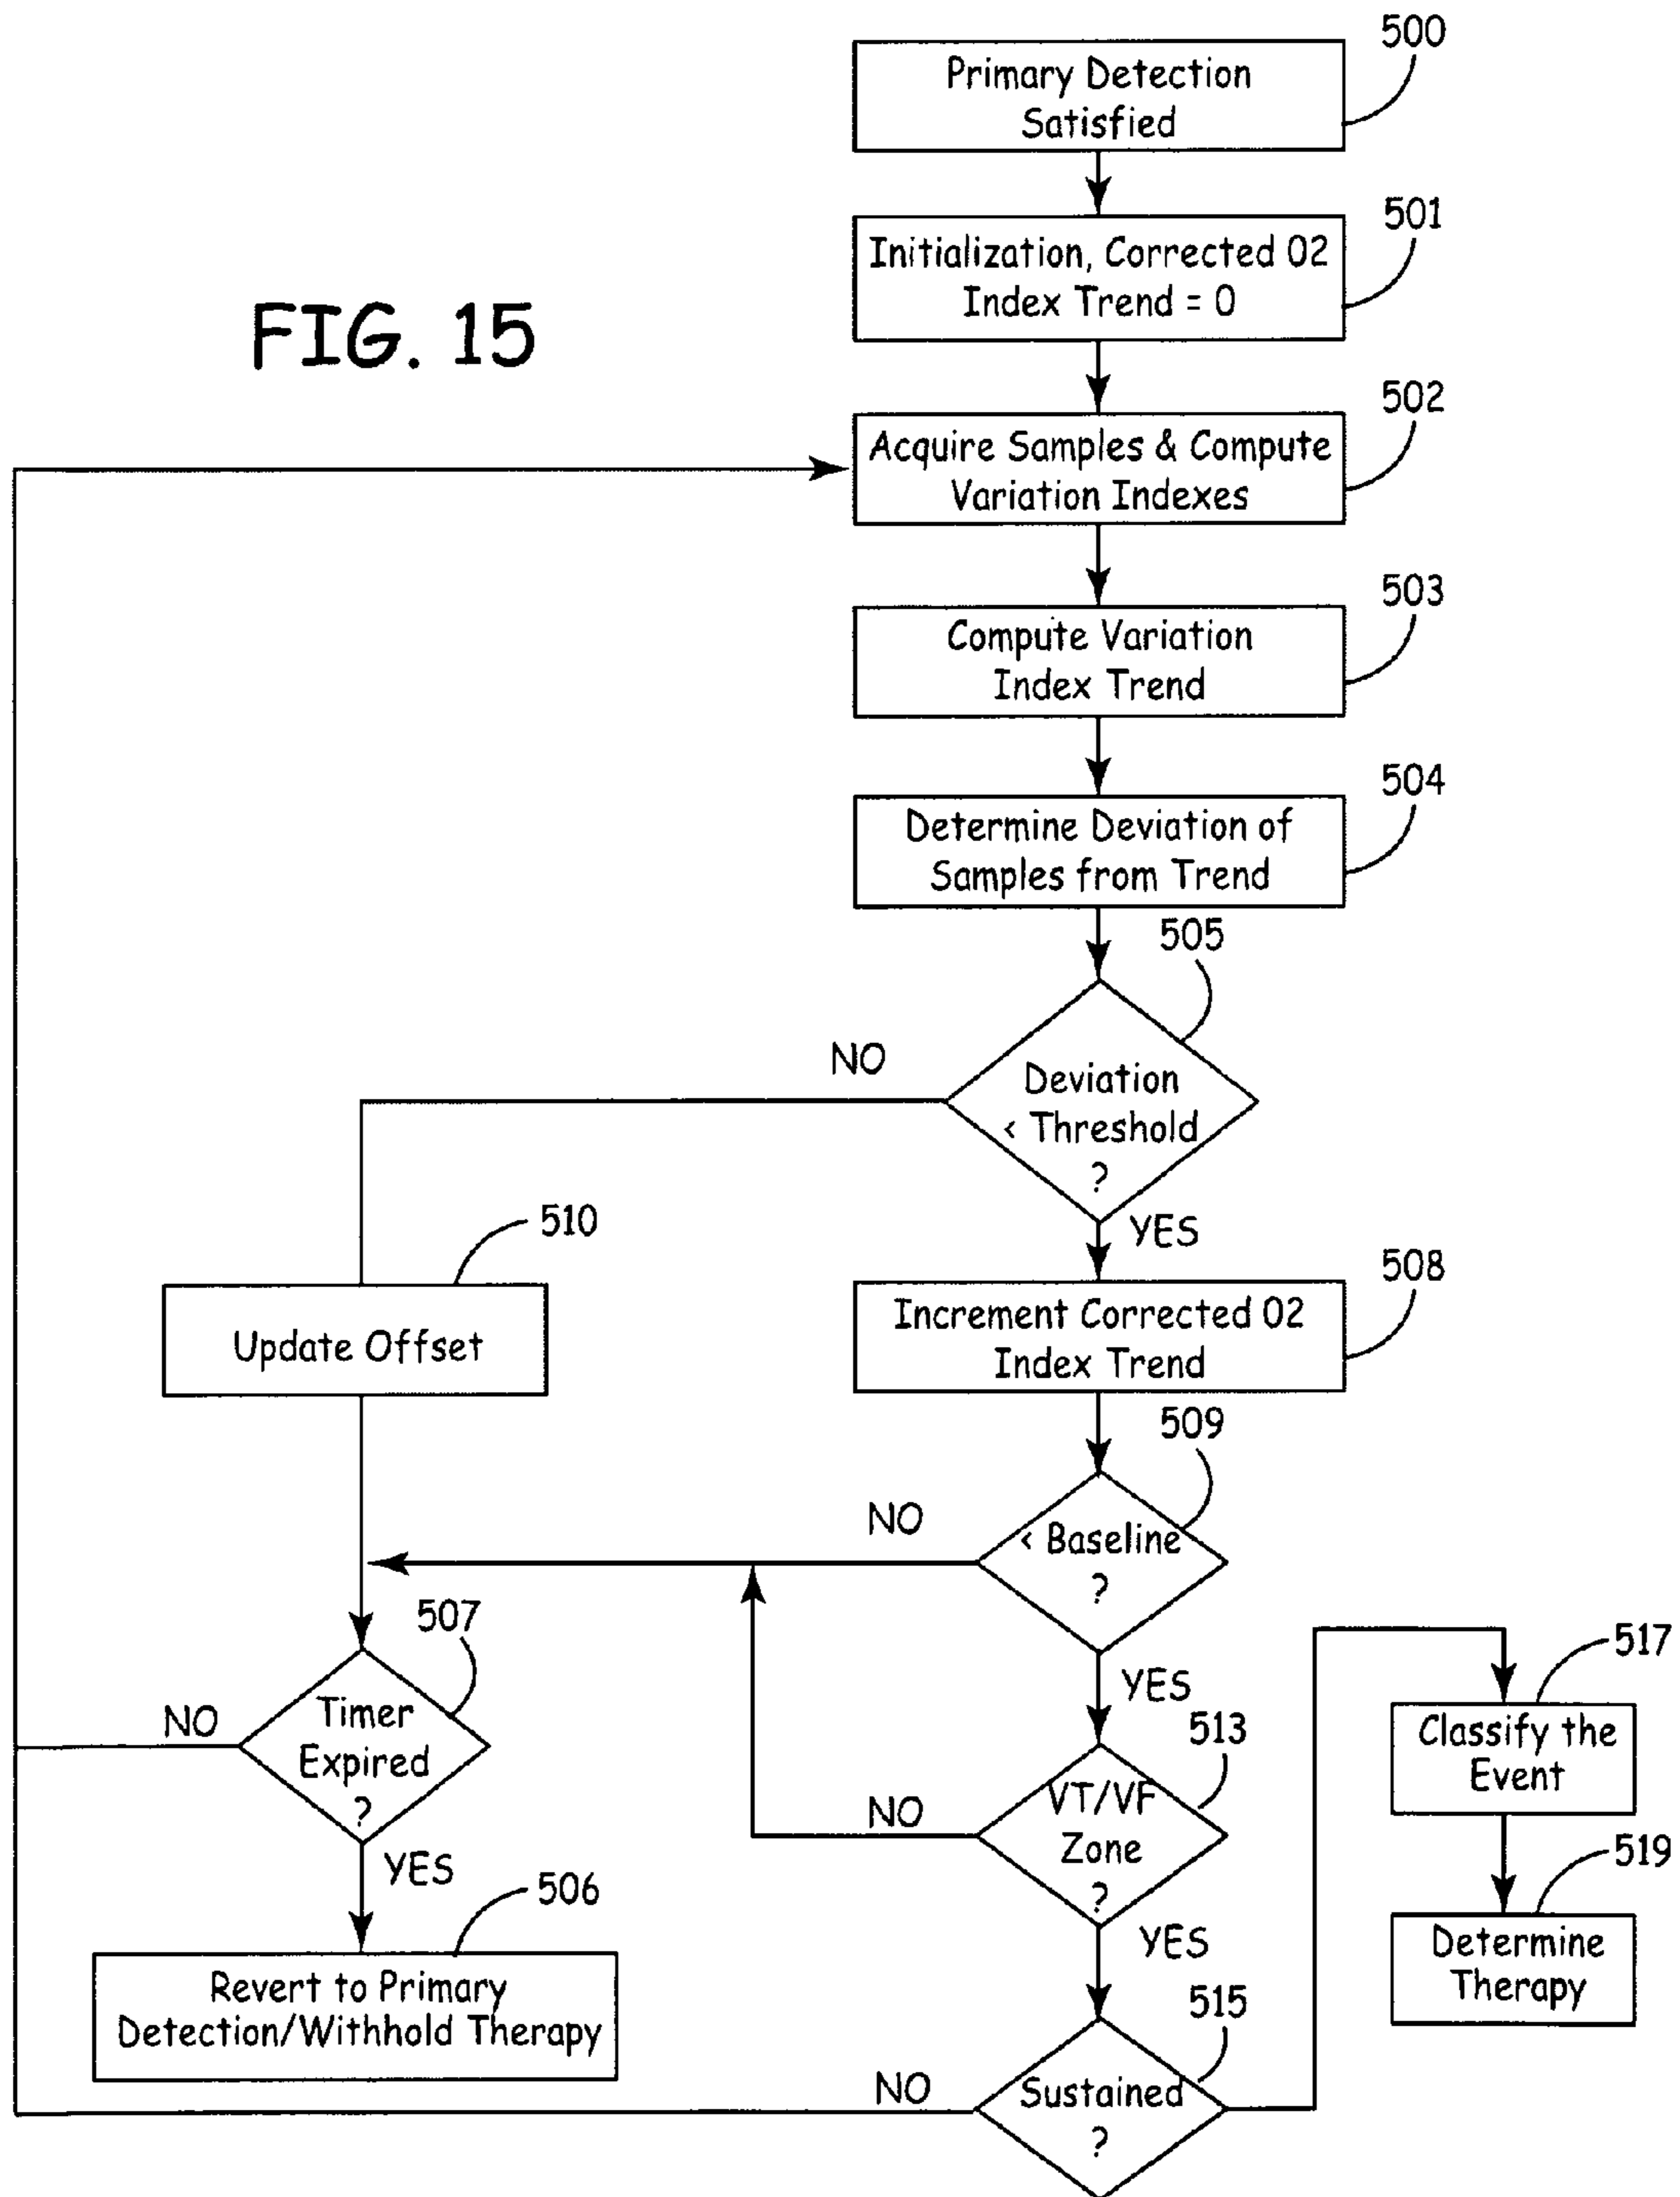 FIG. 15
500
Primary Detection
Satisfied
501
Initialization, Corrected O2
Index Trend = 0
502
Acquire Samples & Compute
Variation Indexes
503
Compute Variation
Index Trend
504
Determine Deviation of
Samples from Trend
505
Deviation
< Threshold
?
NO
YES
510
Update Offset
508
Increment Corrected O2
Index Trend
509
< Baseline
?
NO
YES
507
Timer
Expired
?
NO
YES
506
Revert to Primary
Detection/Withhold Therapy
513
VT/VF
Zone
?
NO
YES
515
Sustained
?
NO
517
Classify the
Event
519
Determine
Therapy